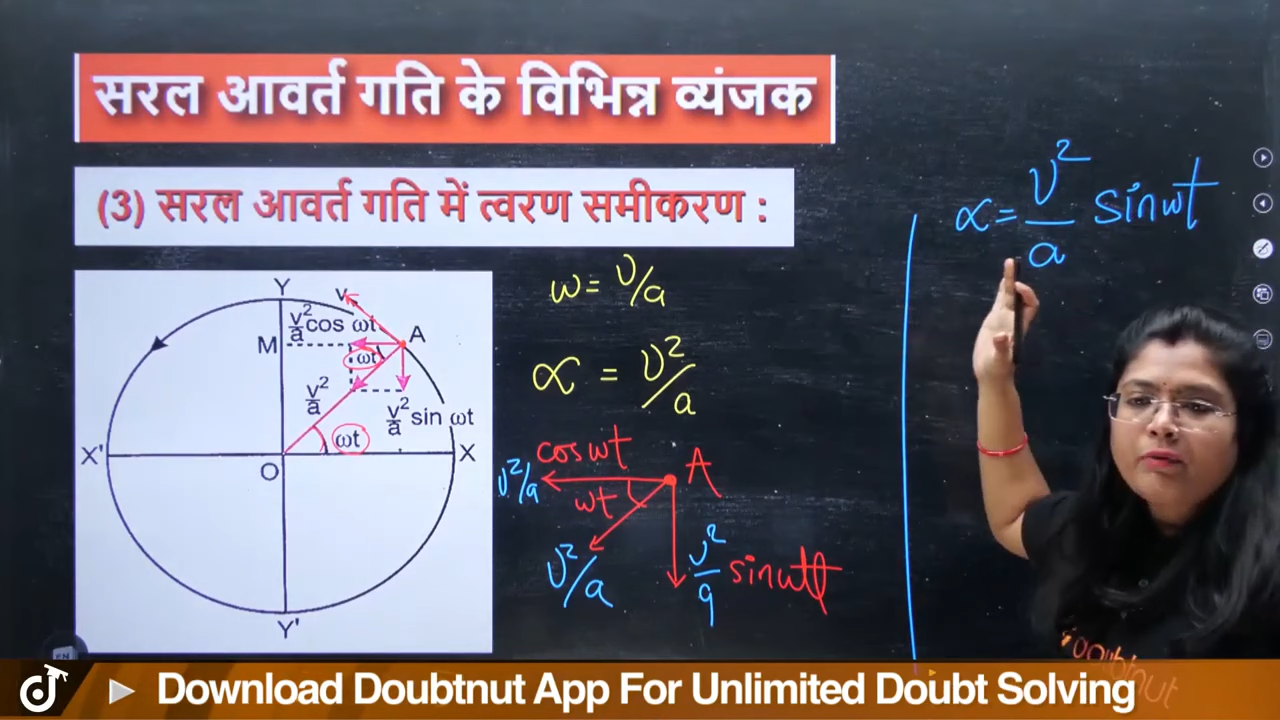 सरल आवर्त गति के विभिन्न व्यंजक
(3) सरल आवर्त गति में त्वरण समीकरण :
Y
v
v²/a cos ωt
A
M
ωt
v²/a
v²/a sin ωt
ωt
X'
X
O
Y'
ω = v/a
α = v²/a
v²/a cos ωt
A
ωt
v²/a
v²/a sin ωt
α = v²/a sin ωt
EN
doubtnut
Download Doubtnut App For Unlimited Doubt Solving